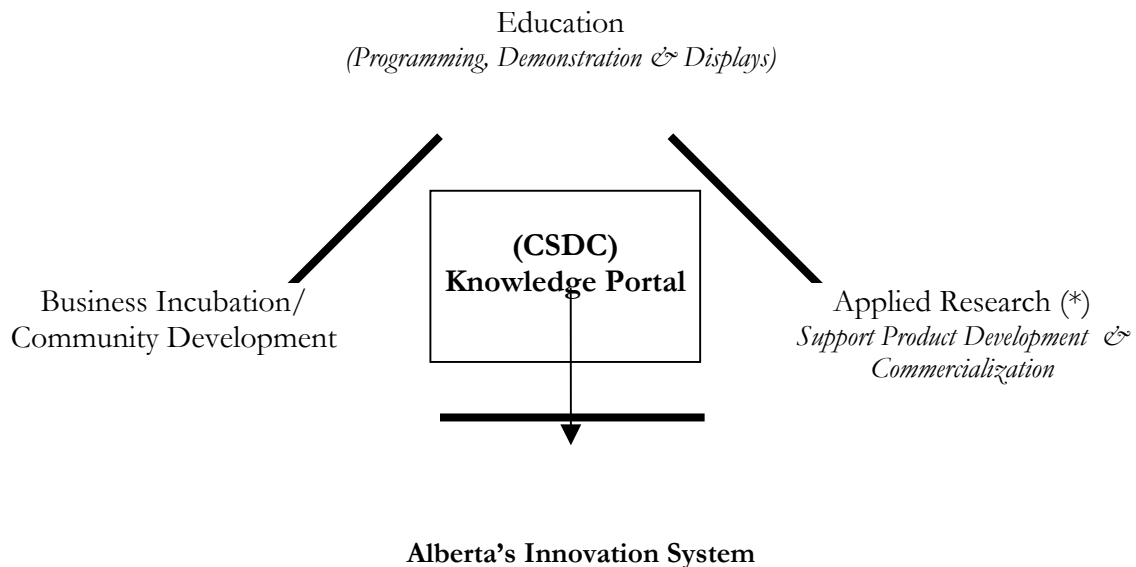 Education
(Programming, Demonstration & Displays)
(CSDC)
Knowledge Portal
Business Incubation/
Community Development
Applied Research (*)
Support Product Development &
Commercialization
Alberta's Innovation System